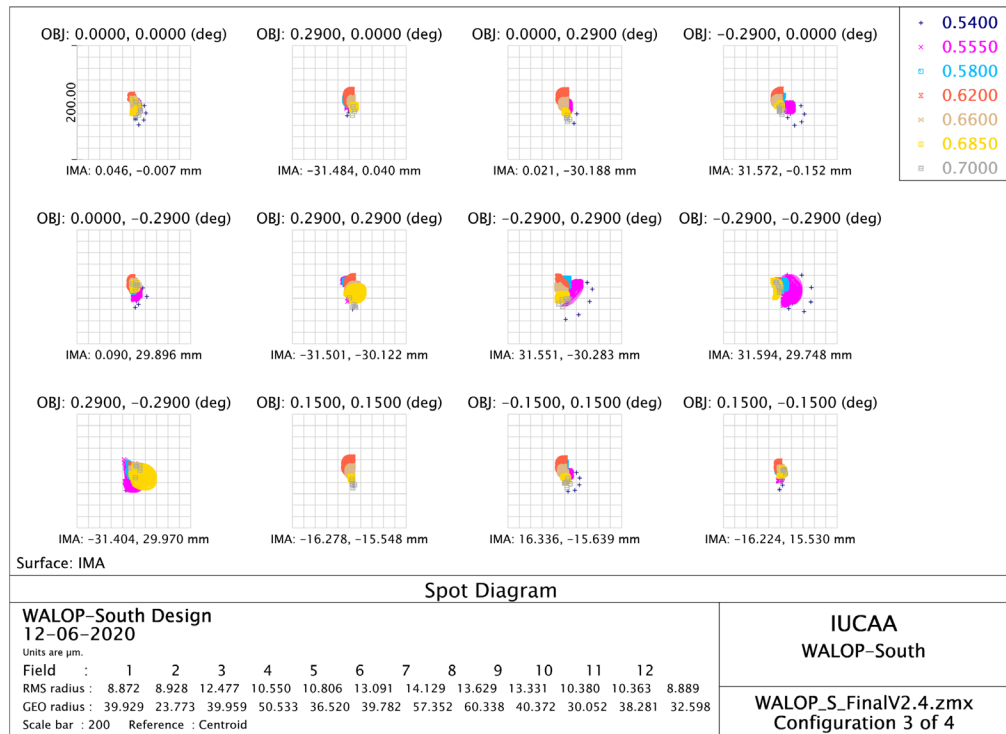 OBJ: 0.0000, 0.0000 (deg)
OBJ: 0.2900, 0.0000 (deg)
OBJ: 0.0000, 0.2900 (deg)
OBJ: -0.2900, 0.0000 (deg)
+ 0.5400
× 0.5550
0.5800
0.6200
× 0.6600
0.6850
0.7000
200.00
IMA: 0.046, -0.007 mm
IMA: -31.484, 0.040 mm
IMA: 0.021, -30.188 mm
IMA: 31.572, -0.152 mm
OBJ: 0.0000, -0.2900 (deg)
OBJ: 0.2900, 0.2900 (deg)
OBJ: -0.2900, 0.2900 (deg)
OBJ: -0.2900, -0.2900 (deg)
IMA: 0.090, 29.896 mm
IMA: -31.501, -30.122 mm
IMA: 31.551, -30.283 mm
IMA: 31.594, 29.748 mm
OBJ: 0.2900, -0.2900 (deg)
OBJ: 0.1500, 0.1500 (deg)
OBJ: -0.1500, 0.1500 (deg)
OBJ: 0.1500, -0.1500 (deg)
IMA: -31.404, 29.970 mm
IMA: -16.278, -15.548 mm
IMA: 16.336, -15.639 mm
IMA: -16.224, 15.530 mm
Surface: IMA
Spot Diagram
WALOP-South Design
12-06-2020
Units are µm.
Field : 1 2 3 4 5 6 7 8 9 10 11 12
RMS radius : 8.872 8.928 12.477 10.550 10.806 13.091 14.129 13.629 13.331 10.380 10.363 8.889
GEO radius : 39.929 23.773 39.959 50.533 36.520 39.782 57.352 60.338 40.372 30.052 38.281 32.598
Scale bar : 200 Reference : Centroid
IUCAA
WALOP-South
WALOP_S_FinalV2.4.zmx
Configuration 3 of 4